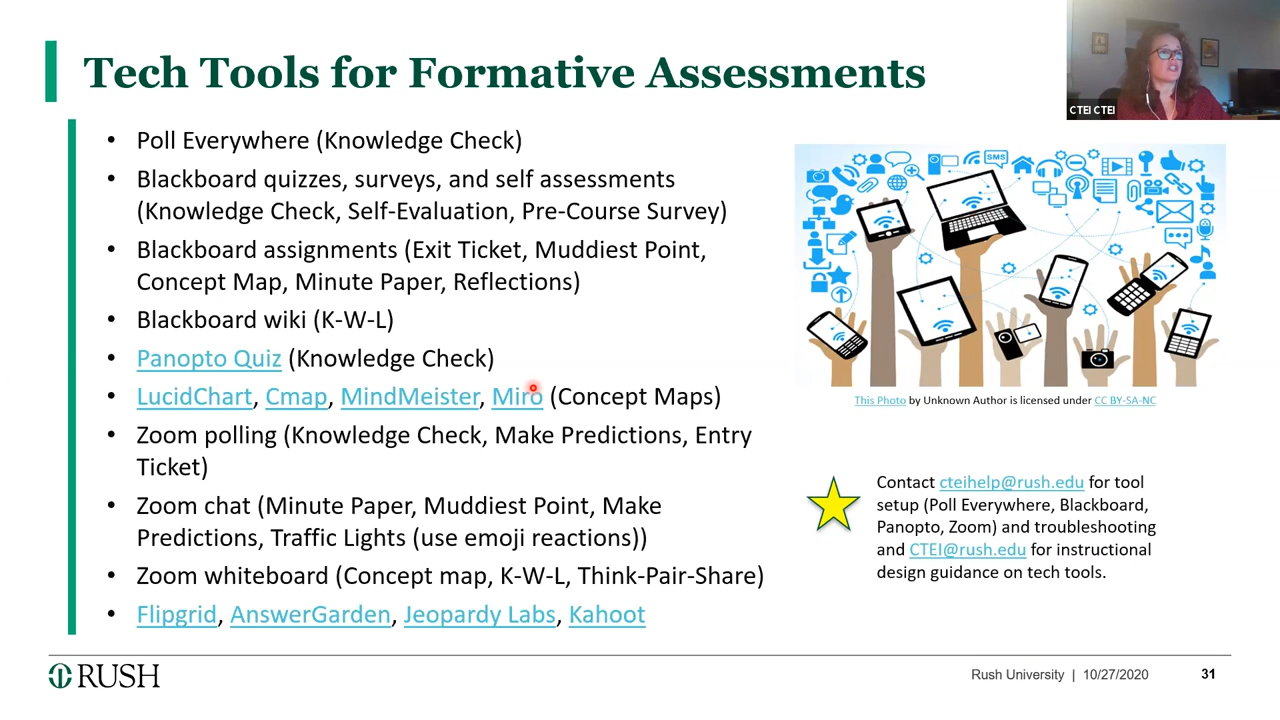 Tech Tools for Formative Assessments
CTEI CTEI
• Poll Everywhere (Knowledge Check)
• Blackboard quizzes, surveys, and self assessments
(Knowledge Check, Self-Evaluation, Pre-Course Survey)
• Blackboard assignments (Exit Ticket, Muddiest Point,
Concept Map, Minute Paper, Reflections)
• Blackboard wiki (K-W-L)
• Panopto Quiz (Knowledge Check)
• LucidChart, Cmap, MindMeister, Miro (Concept Maps)
• Zoom polling (Knowledge Check, Make Predictions, Entry
Ticket)
• Zoom chat (Minute Paper, Muddiest Point, Make
Predictions, Traffic Lights (use emoji reactions))
• Zoom whiteboard (Concept map, K-W-L, Think-Pair-Share)
• Flipgrid, AnswerGarden, Jeopardy Labs, Kahoot
SMS
This Photo by Unknown Author is licensed under CC BY-SA-NC
Contact cteihelp@rush.edu for tool
setup (Poll Everywhere, Blackboard,
Panopto, Zoom) and troubleshooting
and CTEI@rush.edu for instructional
design guidance on tech tools.
RUSH
Rush University | 10/27/2020
31